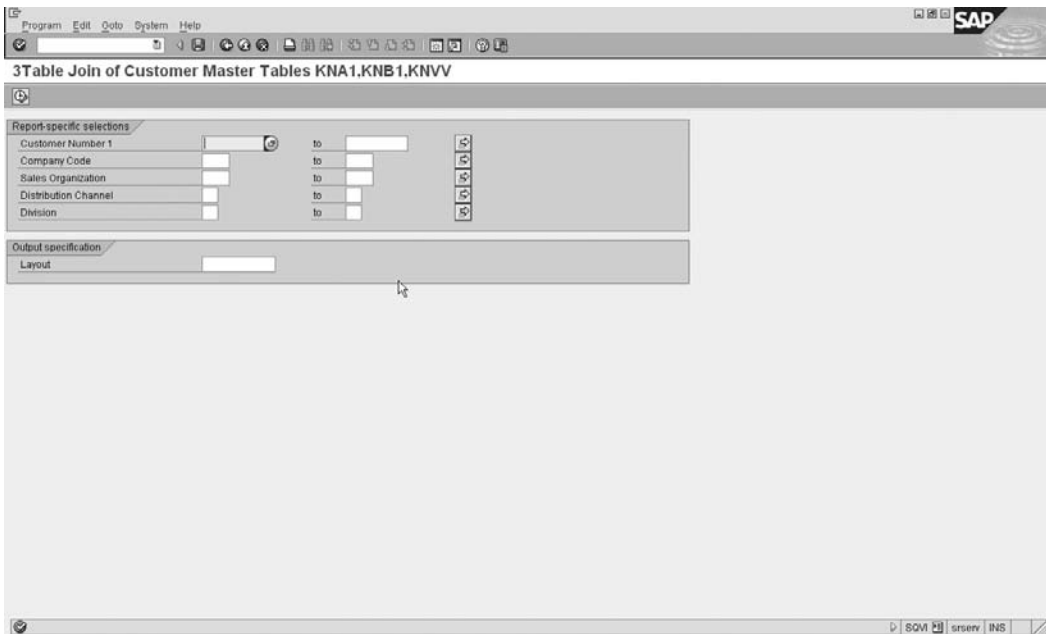 Program Edit Goto System Help
SAP
3Table Join of Customer Master Tables KNA1,KNB1,KNVV
Report-specific selections
Customer Number 1 to
Company Code to
Sales Organization to
Distribution Channel to
Division to
Output specification
Layout
SQVI srserv INS